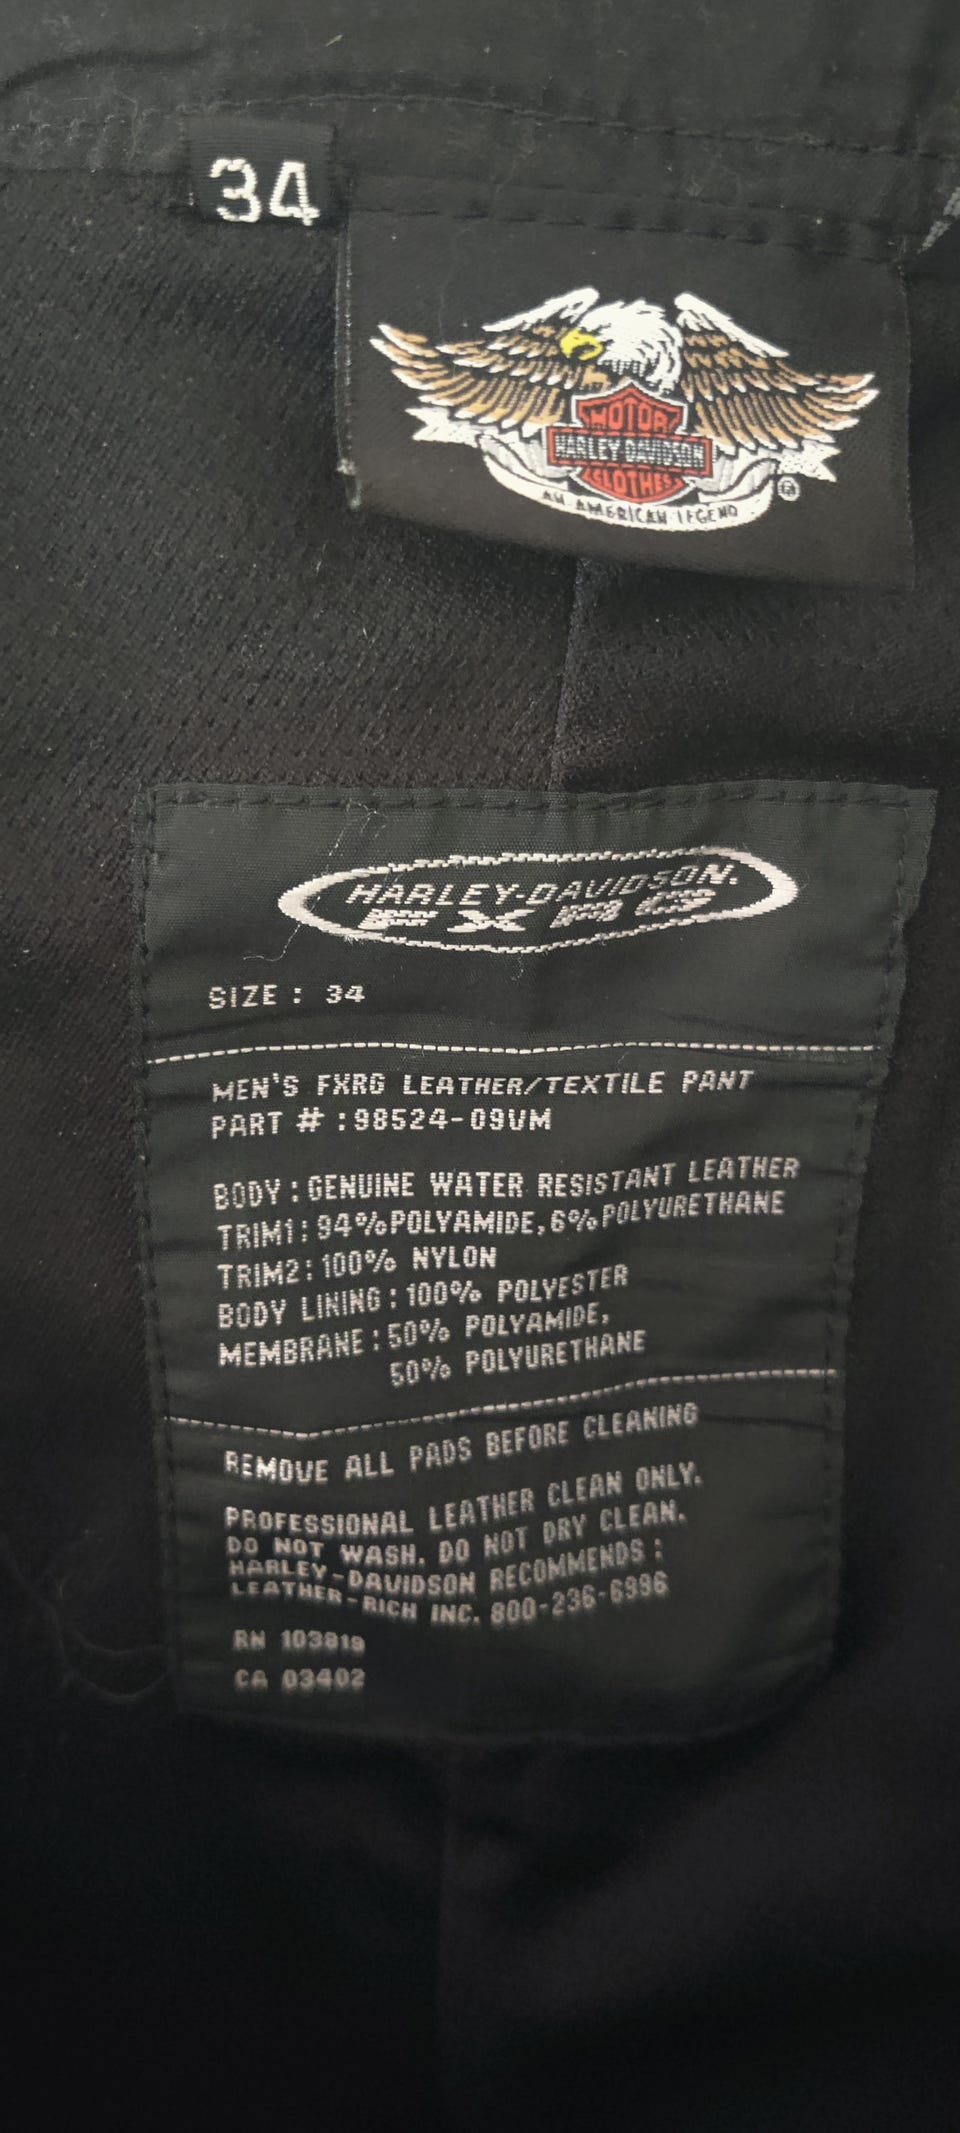 34
MOTOR
HARLEY-DAVIDSON
CLOTHES
AN AMERICAN LEGEND
®
HARLEY-DAVIDSON.
FXRG
SIZE : 34
MEN'S FXRG LEATHER/TEXTILE PANT
PART # :98524-09VM
BODY : GENUINE WATER RESISTANT LEATHER
TRIM1 : 94% POLYAMIDE, 6% POLYURETHANE
TRIM2 : 100% NYLON
BODY LINING : 100% POLYESTER
MEMBRANE : 50% POLYAMIDE,
50% POLYURETHANE
REMOVE ALL PADS BEFORE CLEANING
PROFESSIONAL LEATHER CLEAN ONLY.
DO NOT WASH. DO NOT DRY CLEAN.
HARLEY-DAVIDSON RECOMMENDS :
LEATHER-RICH INC. 800-236-6996
RN 103819
CA 03402